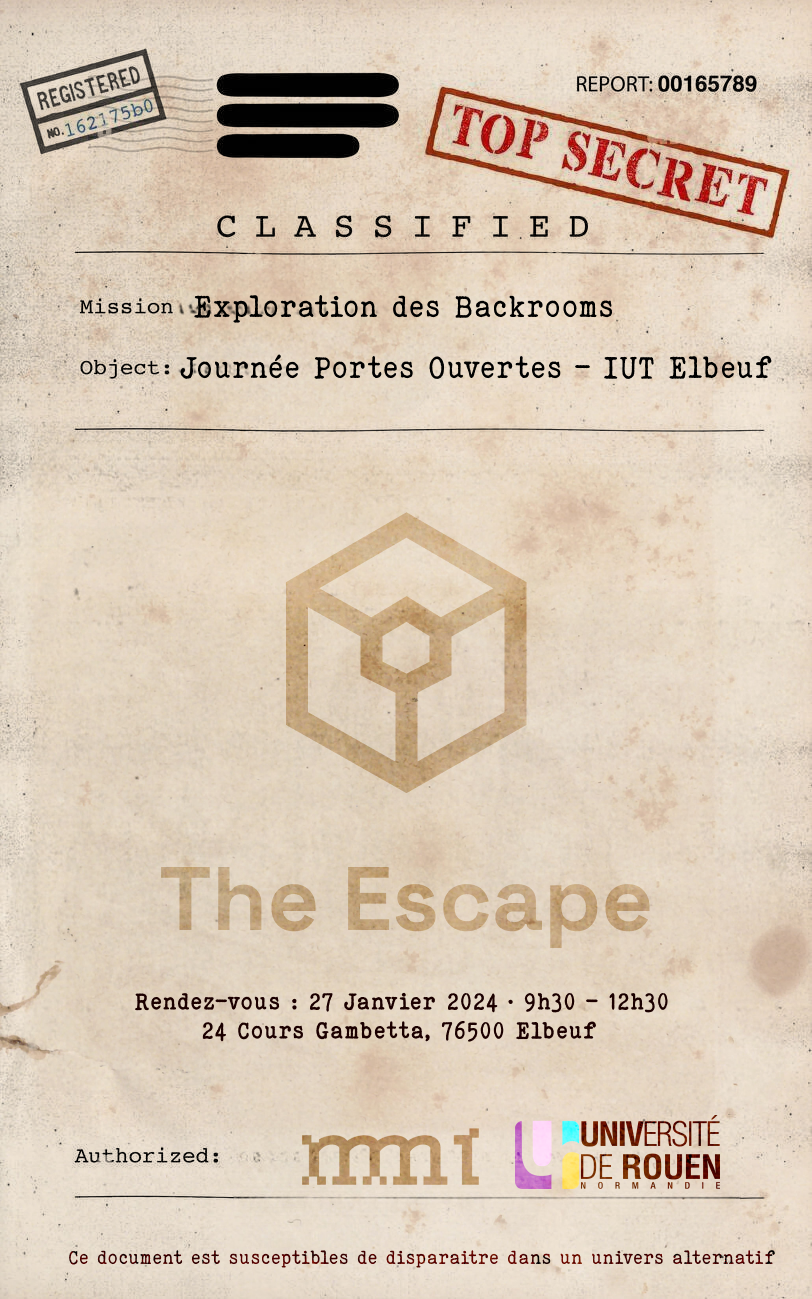 REGISTERED
NO.162175b0
REPORT: 00165789
TOP SECRET
CLASSIFIED
Mission Exploration des Backrooms
Object: Journée Portes Ouvertes - IUT Elbeuf
The Escape
Rendez-vous : 27 Janvier 2024 · 9h30 - 12h30
24 Cours Gambetta, 76500 Elbeuf
Authorized:
mmi
UNIVERSITÉ
DE ROUEN
NORMANDIE
Ce document est susceptibles de disparaitre dans un univers alternatif